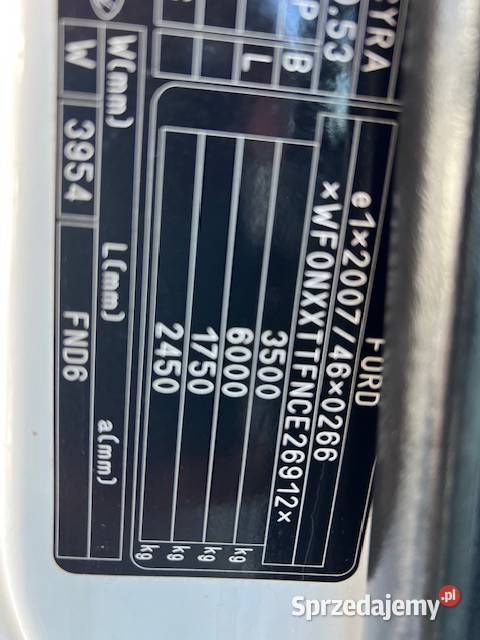 FORD
e1*2007/46*0266
*WF0NXXTTFNCE26912*
3500 kg
6000 kg
1750 kg
2450 kg
W(mm) L(mm) a(mm)
W 3954 FND6
B
L
.53
Sprzedajemy.pl